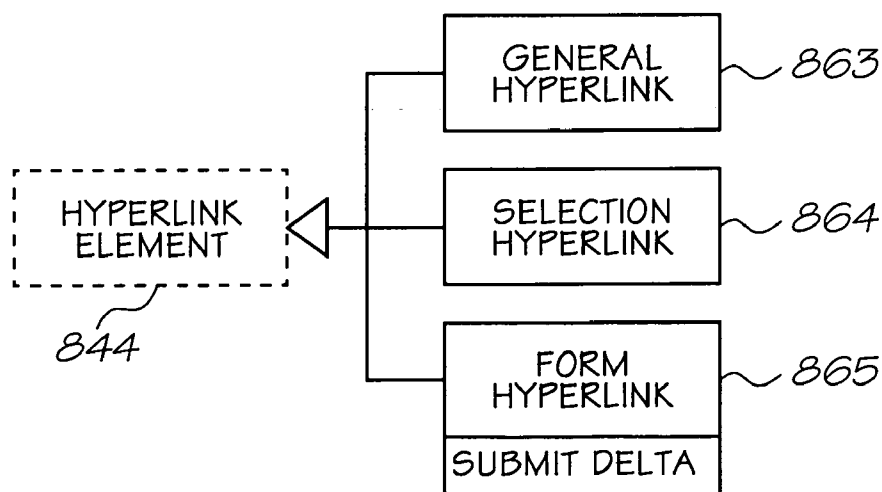 GENERAL
HYPERLINK
863
HYPERLINK
ELEMENT
844
SELECTION
HYPERLINK
864
FORM
HYPERLINK
865
SUBMIT DELTA